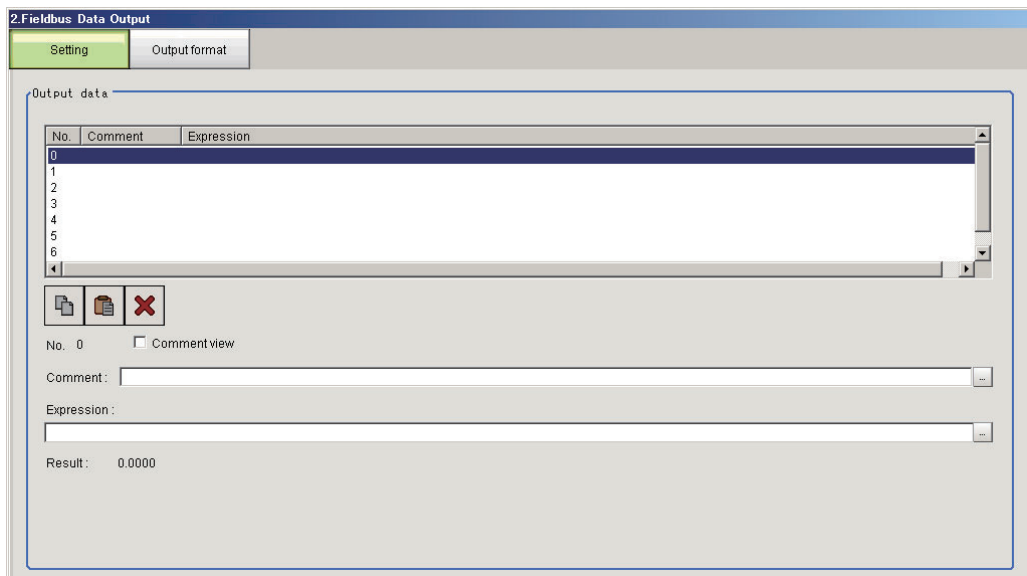 2.Fieldbus Data Output
Setting Output format
Output data
No. Comment Expression
0
1
2
3
4
5
6
No. 0 Comment view
Comment : ...
Expression :
...
Result : 0.0000